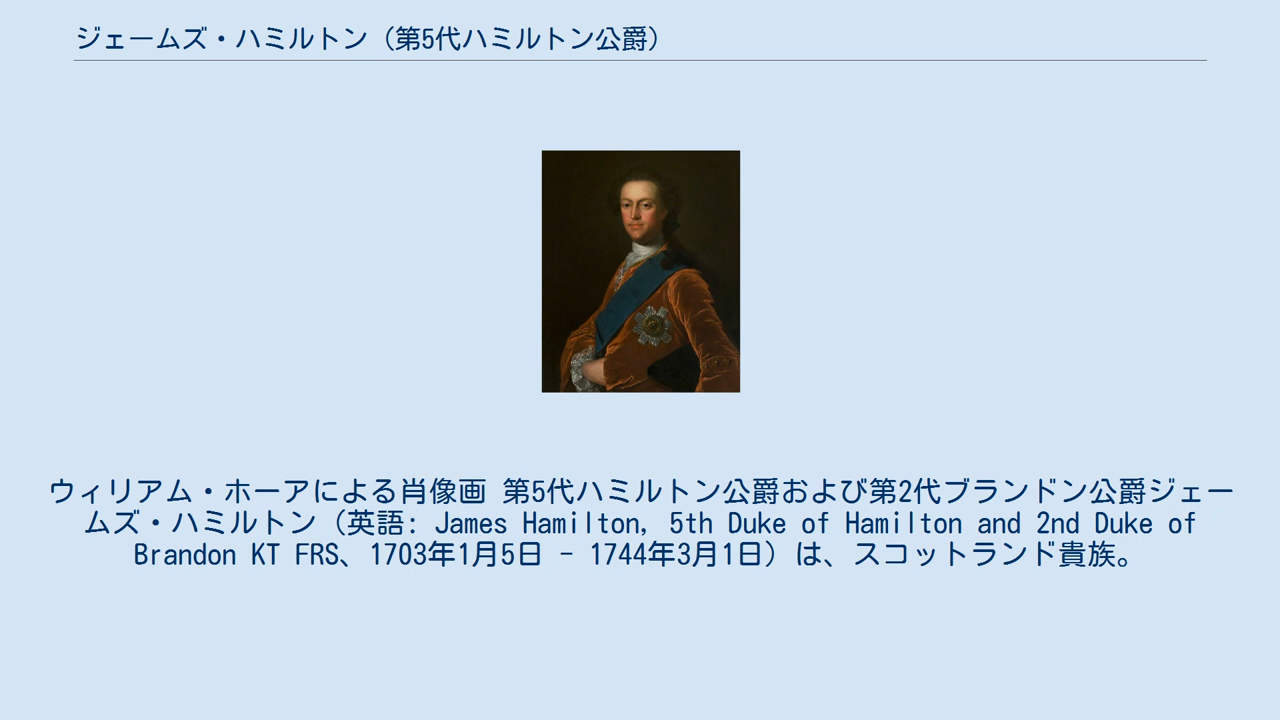 ジェームズ・ハミルトン（第5代ハミルトン公爵）
ウィリアム・ホーアによる肖像画 第5代ハミルトン公爵および第2代ブランドン公爵ジェー
ムズ・ハミルトン（英語: James Hamilton, 5th Duke of Hamilton and 2nd Duke of
Brandon KT FRS、1703年1月5日 – 1744年3月1日）は、スコットランド貴族。